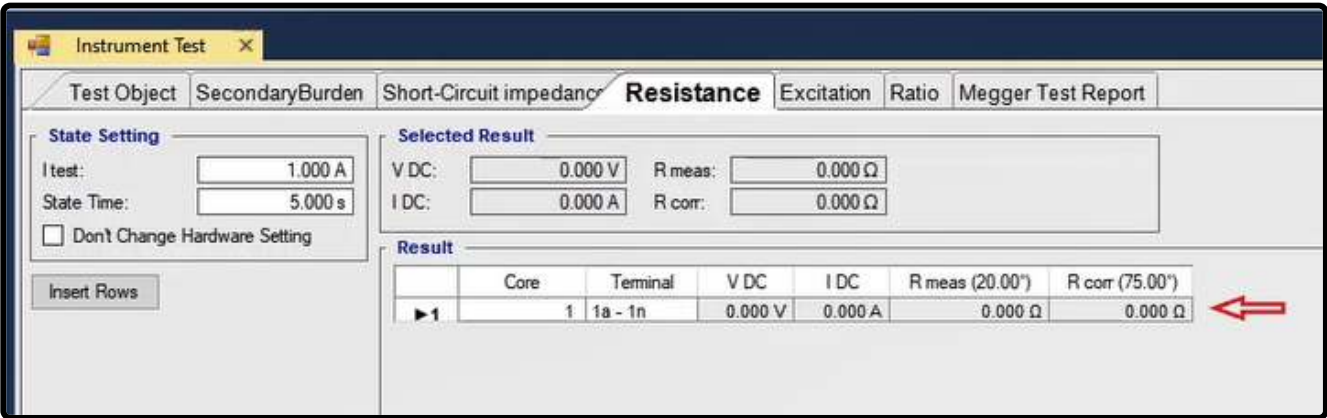 Instrument Test
Test Object SecondaryBurden Short-Circuit impedanc Resistance Excitation Ratio Megger Test Report
State Setting
I test: 1.000 A
State Time: 5.000 s
Don't Change Hardware Setting
Insert Rows
Selected Result
V DC: 0.000 V R meas: 0.000 Ω
I DC: 0.000 A R corr: 0.000 Ω
Result
Core Terminal V DC I DC R meas (20.00°) R corr (75.00°)
▶1 1 1a - 1n 0.000 V 0.000 A 0.000 Ω 0.000 Ω